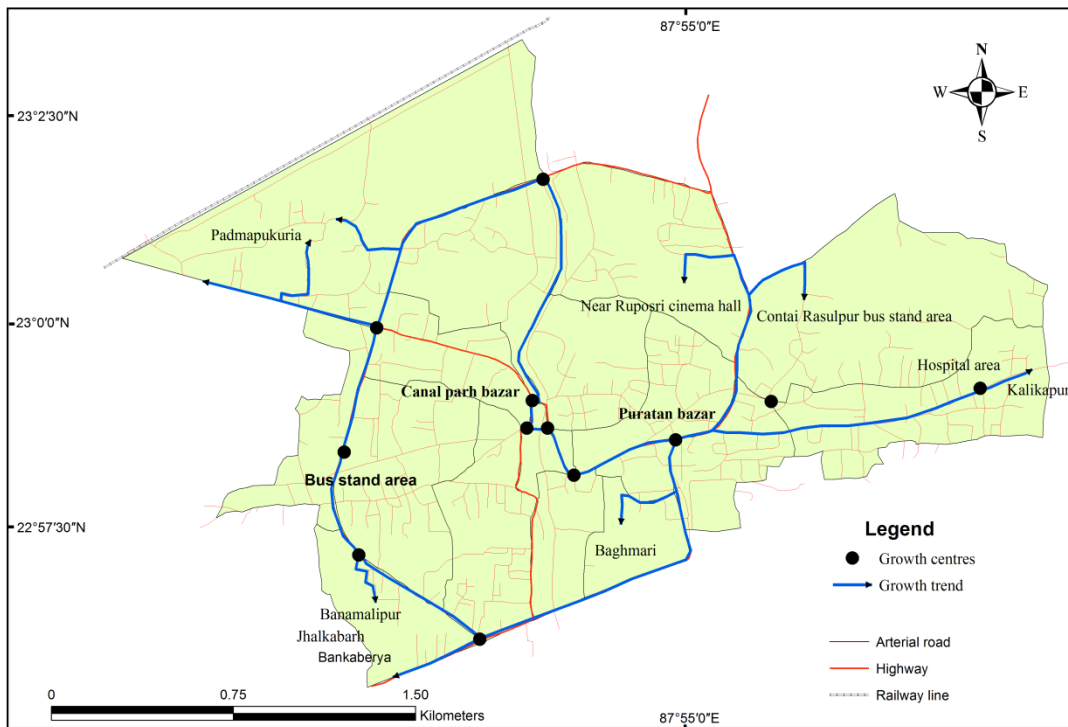 87°55′0″E
N
W E
S
23°2′30″N
Padmapukuria
Near Ruposri cinema hall
Contai Rasulpur bus stand area
23°0′0″N
Hospital area
Kalikapur
Canal parh bazar
Puratan bazar
Bus stand area
22°57′30″N
Baghmari
Legend
Growth centres
Growth trend
Banamalipur
Jhalkabarh
Bankaberya
Arterial road
Highway
Railway line
0 0.75 1.50
Kilometers
87°55′0″E